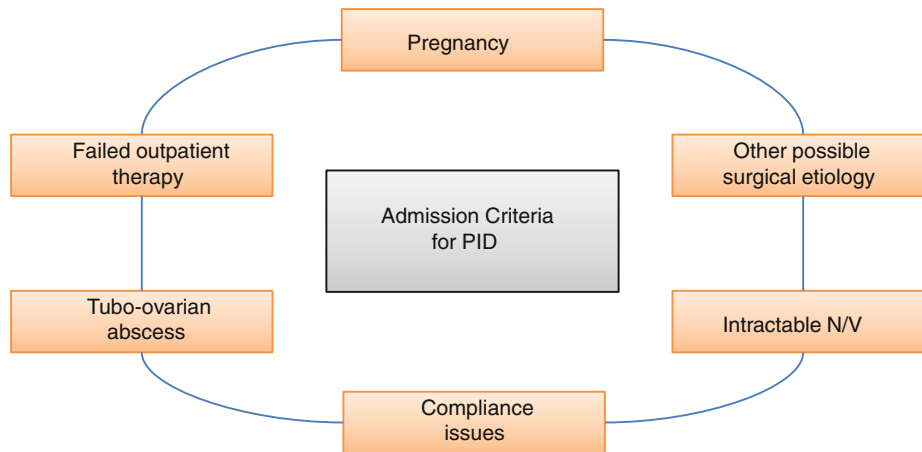 Pregnancy
Failed outpatient
therapy
Other possible
surgical etiology
Admission Criteria
for PID
Tubo-ovarian
abscess
Intractable N/V
Compliance
issues